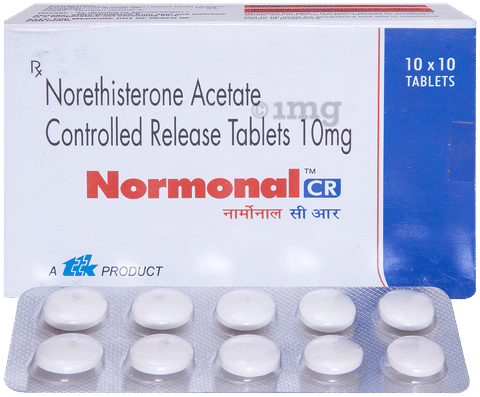 10 x 10
TABLETS
Rx
Norethisterone Acetate
©1mg
Controlled Release Tablets 10mg
Normonal™ CR
नार्मोनाल सी आर
A ttk PRODUCT